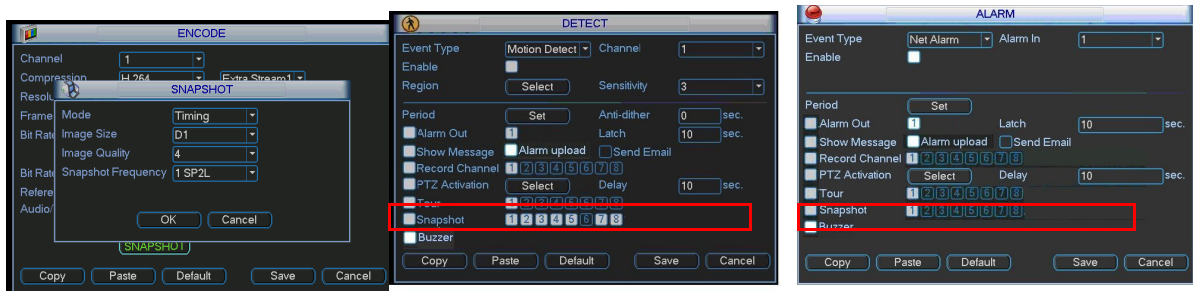 ENCODE
Channel 1
Compression H.264 Extra Stream1
SNAPSHOT
Mode Timing
Image Size D1
Image Quality 4
Snapshot Frequency 1 SP2L
OK Cancel
Frame
Bit Rate
Bit Rate
Audio/
SNAPSHOT
Copy Paste Default Save Cancel
DETECT
Event Type Motion Detect Channel 1
Enable
Region Select Sensitivity 3
Period Set Anti-dither 0 sec.
Alarm Out 1 Latch 10 sec.
Show Message Alarm upload Send Email
Record Channel 1 2 3 4 5 6 7 8
PTZ Activation Select Delay 10 sec.
Tour 1 2 3 4 5 6 7 8
Snapshot 1 2 3 4 5 6 7 8
Buzzer
Copy Paste Default Save Cancel
ALARM
Event Type Net Alarm Alarm In 1
Enable
Period Set
Alarm Out 1 Latch 10 sec.
Show Message Alarm upload Send Email
Record Channel 1 2 3 4 5 6 7 8
PTZ Activation Select Delay 10 sec.
Tour 1 2 3 4 5 6 7 8
Snapshot 1 2 3 4 5 6 7 8
Buzzer
Copy Paste Default Save Cancel